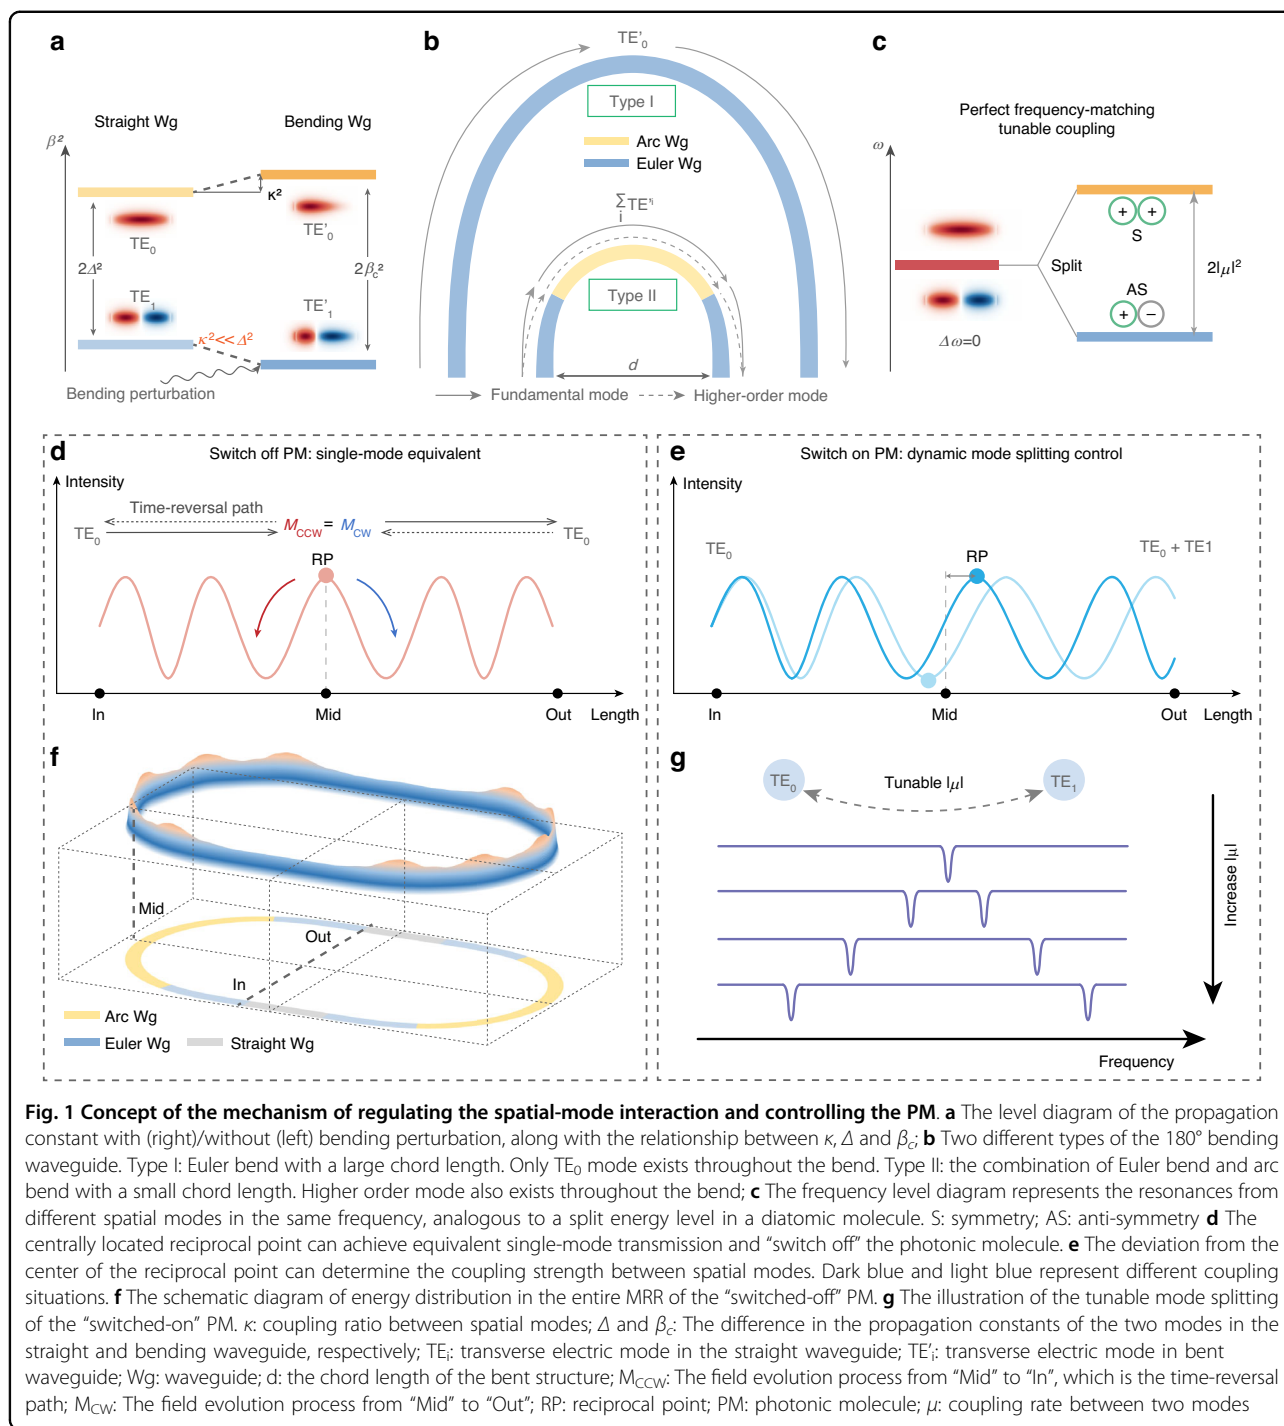 a
Straight Wg
Bending Wg
β²
κ²
TE₀
TE'₀
2Δ²
2β_c²
TE₁
TE'₁
κ²<<Δ²
Bending perturbation
b
TE'₀
Type I
Arc Wg
Euler Wg
∑ᵢ TE'ⁱ
Type II
d
Fundamental mode
Higher-order mode
c
Perfect frequency-matching
tunable coupling
ω
+ +
S
Split
2|μ|²
AS
+ −
Δω=0
d
Switch off PM: single-mode equivalent
Intensity
Time-reversal path
TE₀
M_CCW = M_CW
TE₀
RP
In
Mid
Out
Length
e
Switch on PM: dynamic mode splitting control
Intensity
TE₀
RP
TE₀ + TE1
In
Mid
Out
Length
f
Mid
Out
In
Arc Wg
Euler Wg
Straight Wg
g
TE₀
Tunable |μ|
TE₁
Increase |μ|
Frequency
Fig. 1 Concept of the mechanism of regulating the spatial-mode interaction and controlling the PM. a The level diagram of the propagation
constant with (right)/without (left) bending perturbation, along with the relationship between κ, Δ and β_c; b Two different types of the 180° bending
waveguide. Type I: Euler bend with a large chord length. Only TE₀ mode exists throughout the bend. Type II: the combination of Euler bend and arc
bend with a small chord length. Higher order mode also exists throughout the bend; c The frequency level diagram represents the resonances from
different spatial modes in the same frequency, analogous to a split energy level in a diatomic molecule. S: symmetry; AS: anti-symmetry d The
centrally located reciprocal point can achieve equivalent single-mode transmission and “switch off” the photonic molecule. e The deviation from the
center of the reciprocal point can determine the coupling strength between spatial modes. Dark blue and light blue represent different coupling
situations. f The schematic diagram of energy distribution in the entire MRR of the “switched-off” PM. g The illustration of the tunable mode splitting
of the “switched-on” PM. κ: coupling ratio between spatial modes; Δ and β_c: The difference in the propagation constants of the two modes in the
straight and bending waveguide, respectively; TEᵢ: transverse electric mode in the straight waveguide; TE'ᵢ: transverse electric mode in bent
waveguide; Wg: waveguide; d: the chord length of the bent structure; M_CCW: The field evolution process from “Mid” to “In”, which is the time-reversal
path; M_CW: The field evolution process from “Mid” to “Out”; RP: reciprocal point; PM: photonic molecule; μ: coupling rate between two modes